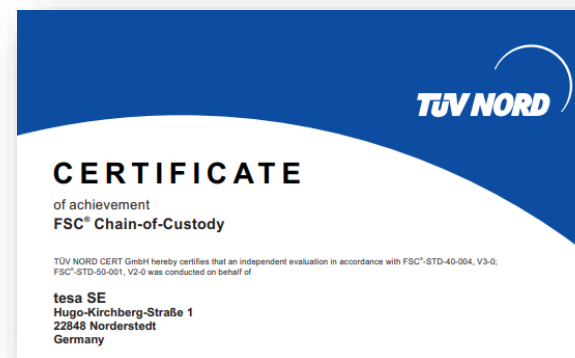 TÜV NORD
CERTIFICATE
of achievement
FSC® Chain-of-Custody
TÜV NORD CERT GmbH hereby certifies that an independent evaluation in accordance with FSC®-STD-40-004, V3-0;
FSC®-STD-50-001, V2-0 was conducted on behalf of
tesa SE
Hugo-Kirchberg-Straße 1
22848 Norderstedt
Germany